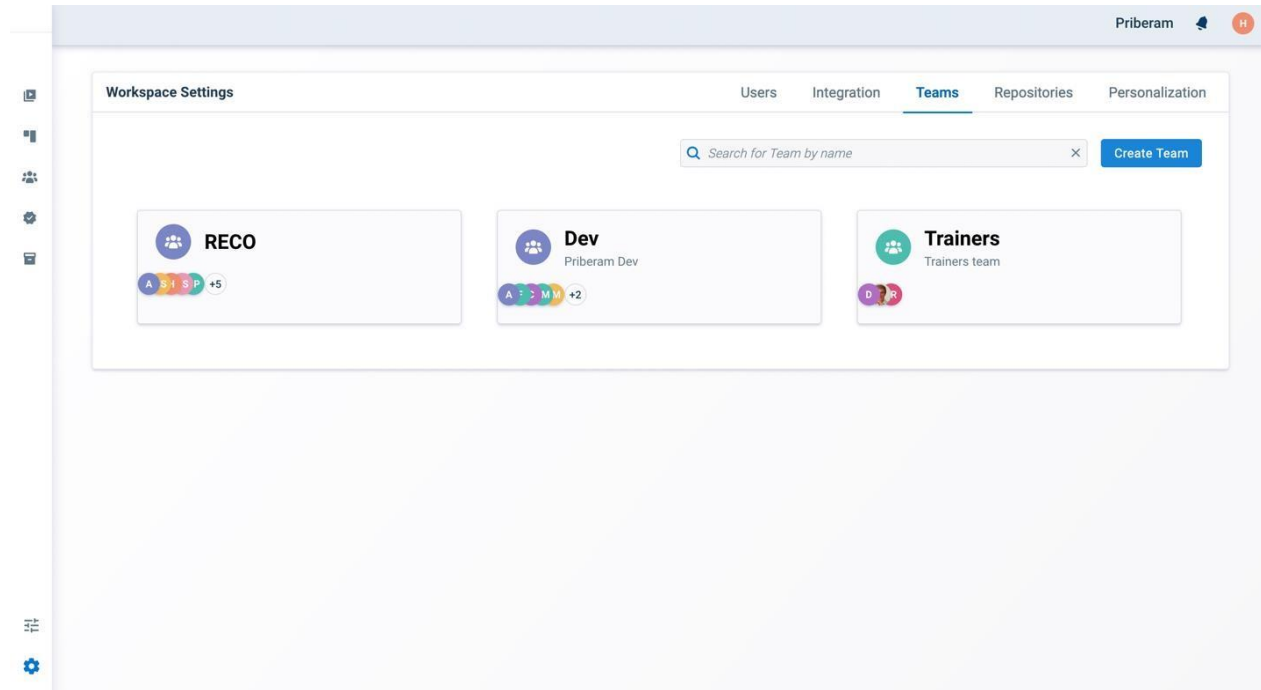 Priberam
H
Workspace Settings
Users
Integration
Teams
Repositories
Personalization
Search for Team by name
Create Team
RECO
A S H S P +5
Dev
Priberam Dev
A F C M M +2
Trainers
Trainers team
D R